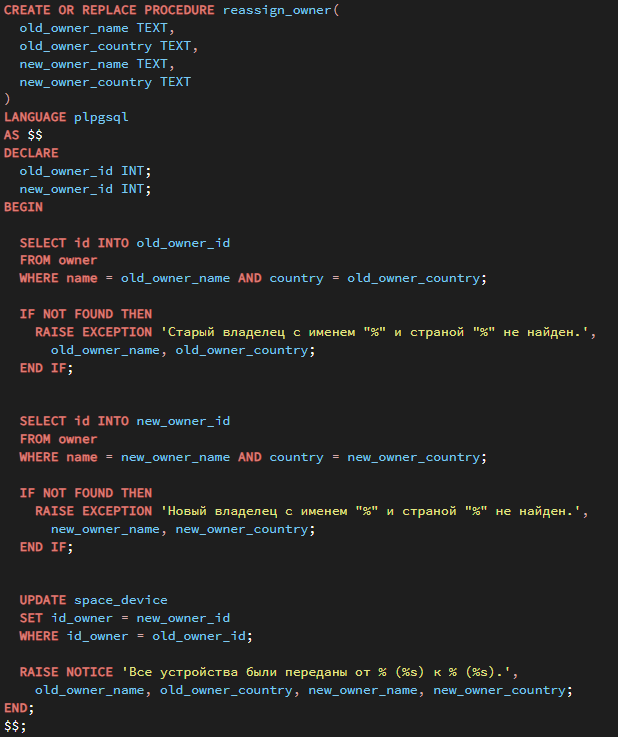 CREATE OR REPLACE PROCEDURE reassign_owner(
  old_owner_name TEXT,
  old_owner_country TEXT,
  new_owner_name TEXT,
  new_owner_country TEXT
)
LANGUAGE plpgsql
AS $$
DECLARE
  old_owner_id INT;
  new_owner_id INT;
BEGIN
  SELECT id INTO old_owner_id
  FROM owner
  WHERE name = old_owner_name AND country = old_owner_country;
  IF NOT FOUND THEN
    RAISE EXCEPTION 'Старый владелец с именем "%" и страной "%" не найден.',
      old_owner_name, old_owner_country;
  END IF;
  SELECT id INTO new_owner_id
  FROM owner
  WHERE name = new_owner_name AND country = new_owner_country;
  IF NOT FOUND THEN
    RAISE EXCEPTION 'Новый владелец с именем "%" и страной "%" не найден.',
      new_owner_name, new_owner_country;
  END IF;
  UPDATE space_device
  SET id_owner = new_owner_id
  WHERE id_owner = old_owner_id;
  RAISE NOTICE 'Все устройства были переданы от % (%s) к % (%s).',
    old_owner_name, old_owner_country, new_owner_name, new_owner_country;
END;
$$;